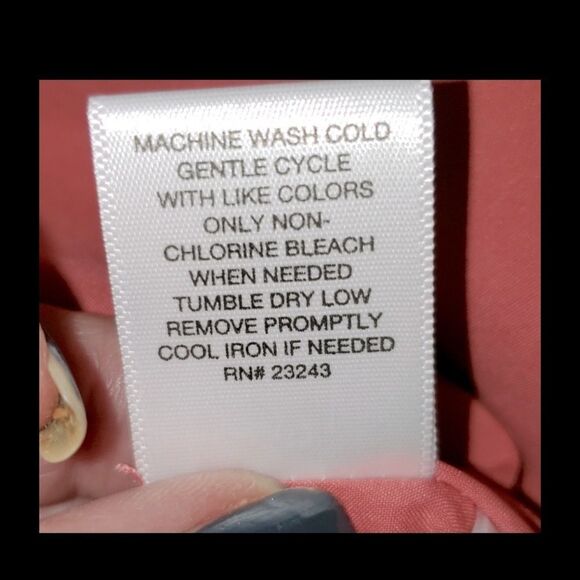 MACHINE WASH COLD
GENTLE CYCLE
WITH LIKE COLORS
ONLY NON-
CHLORINE BLEACH
WHEN NEEDED
TUMBLE DRY LOW
REMOVE PROMPTLY
COOL IRON IF NEEDED
RN# 23243